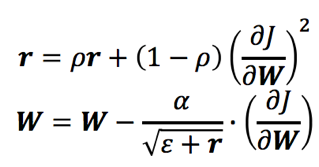 r = ρr + (1 − ρ) (∂J/∂W)²
W = W − α/√(ε + r) · (∂J/∂W)